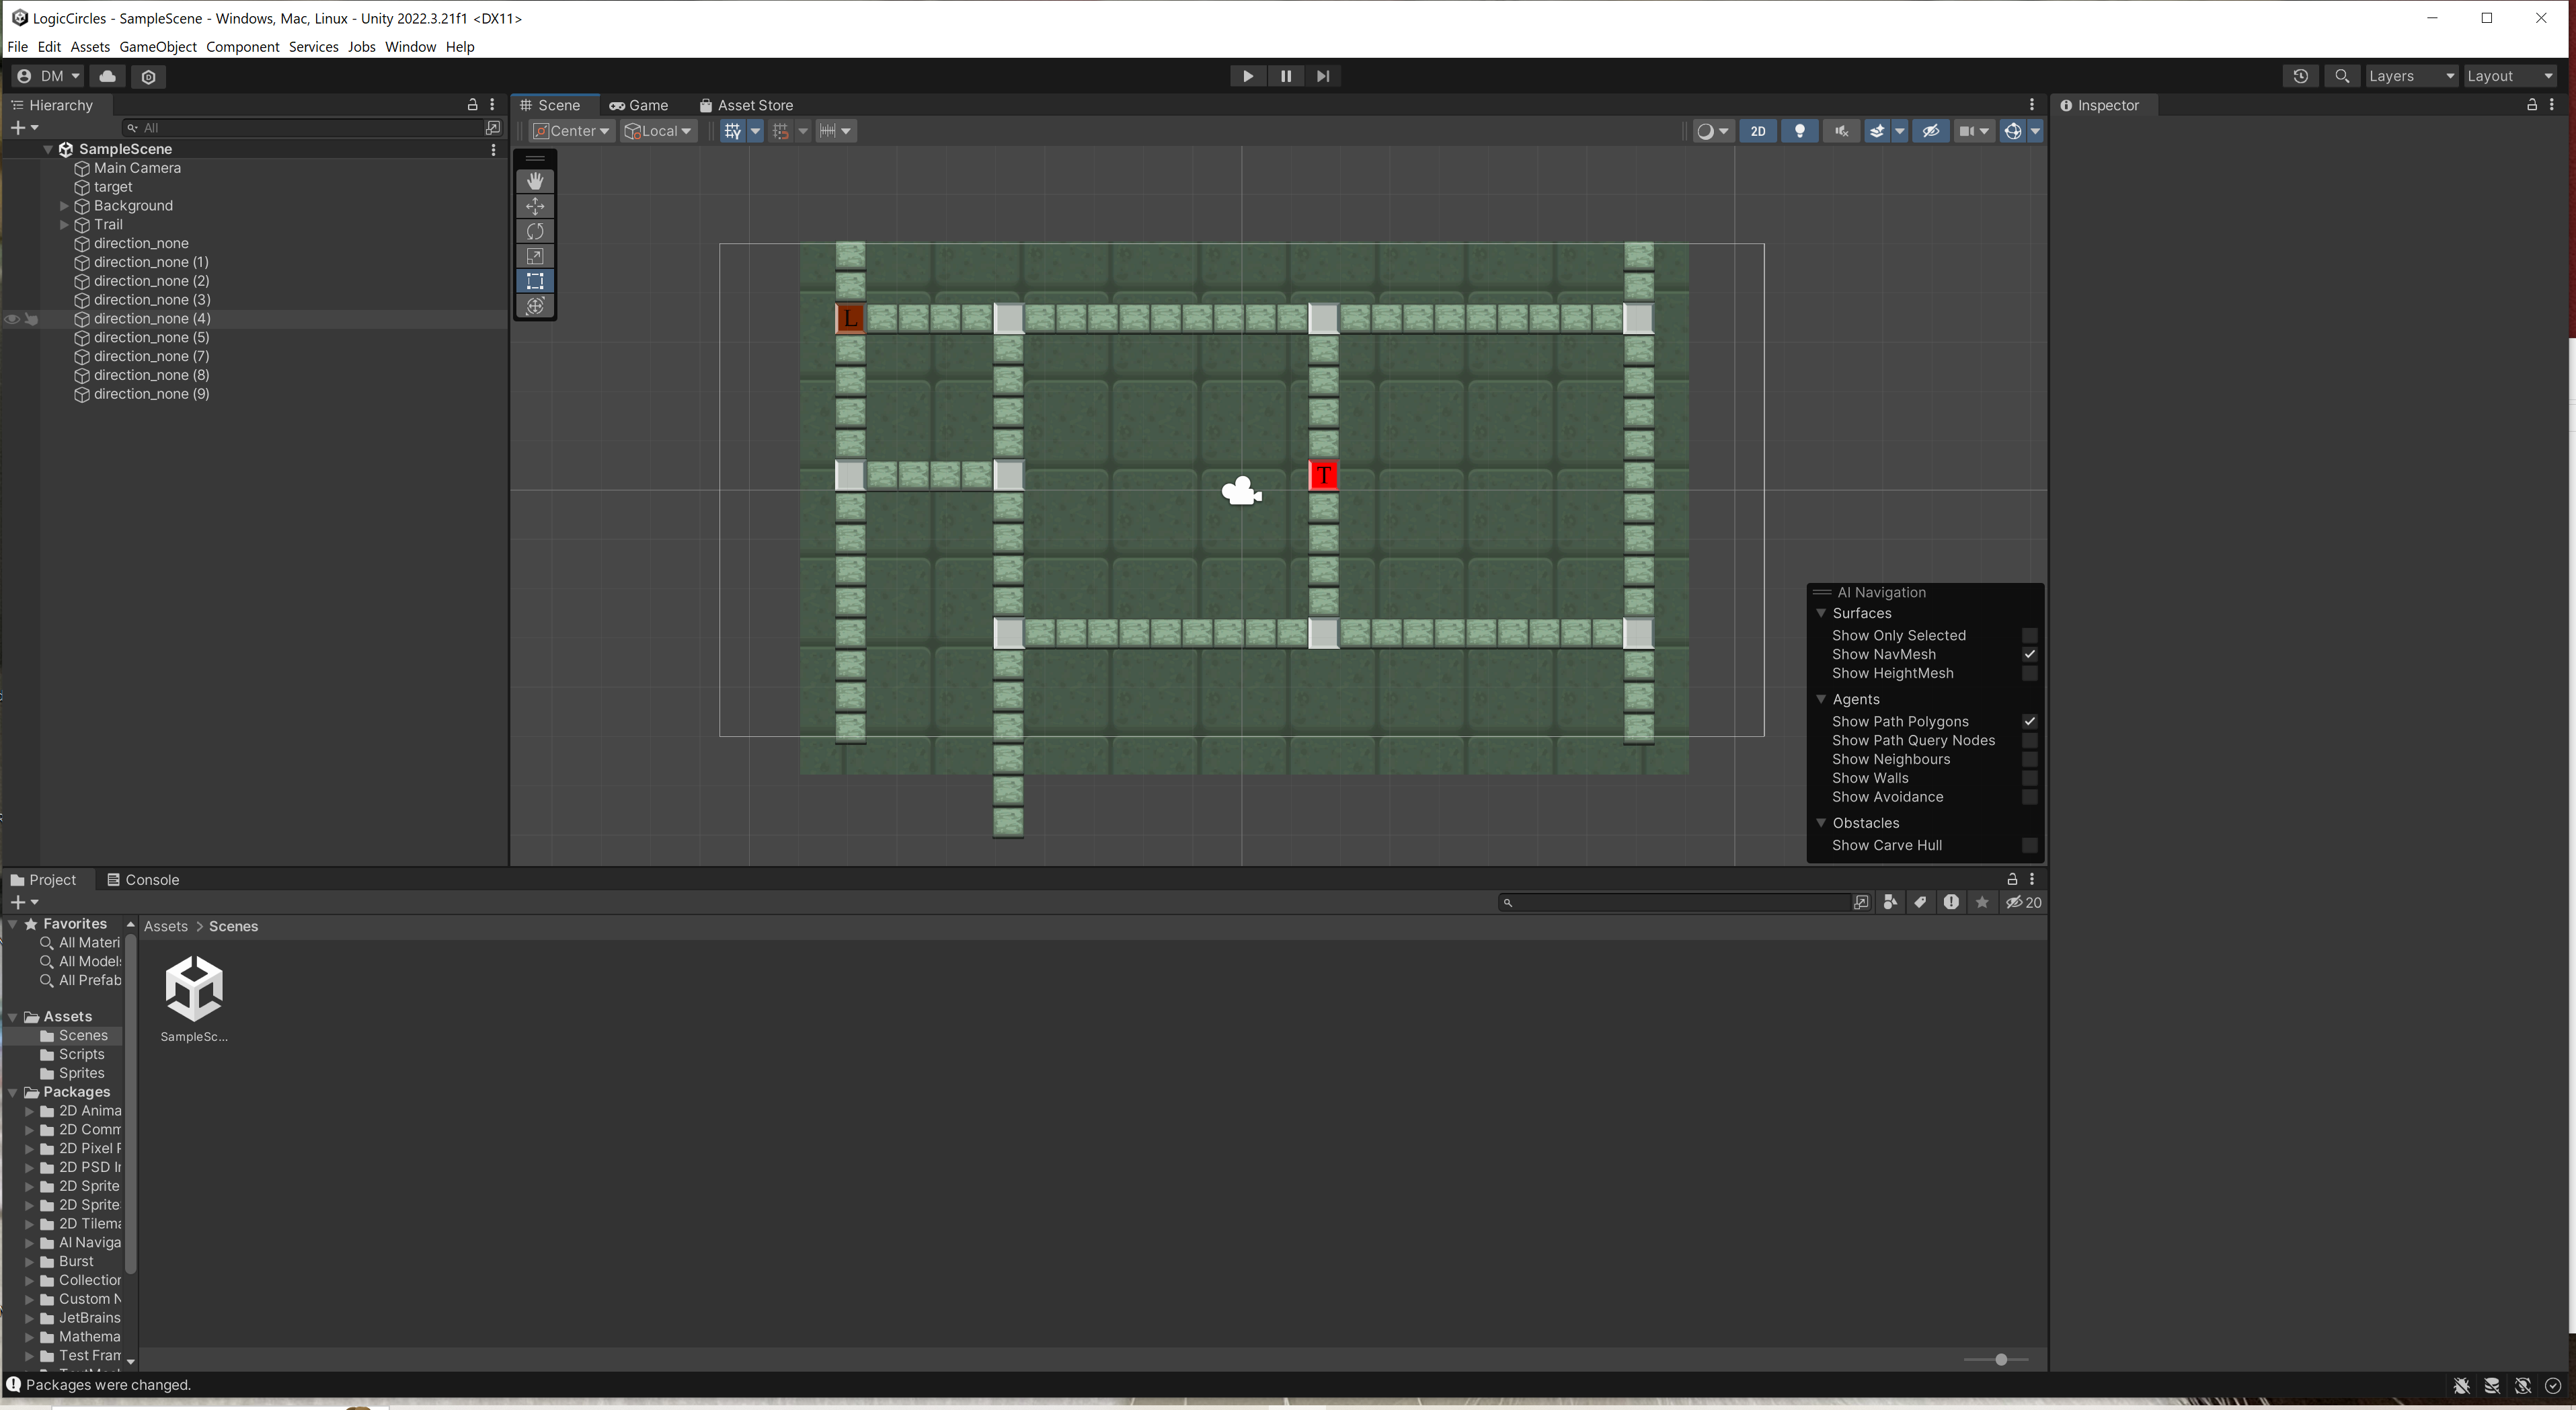 LogicCircles - SampleScene - Windows, Mac, Linux - Unity 2022.3.21f1 <DX11>
File Edit Assets GameObject Component Services Jobs Window Help
DM
Layers
Layout
Hierarchy
All
SampleScene
Main Camera
target
Background
Trail
direction_none
direction_none (1)
direction_none (2)
direction_none (3)
direction_none (4)
direction_none (5)
direction_none (7)
direction_none (8)
direction_none (9)
Scene Game Asset Store
Center Local 2D
L
T
AI Navigation
Surfaces
Show Only Selected
Show NavMesh
Show HeightMesh
Agents
Show Path Polygons
Show Path Query Nodes
Show Neighbours
Show Walls
Show Avoidance
Obstacles
Show Carve Hull
Inspector
Project Console
20
Favorites
All Materi
All Model
All Prefab
Assets
Scenes
Scripts
Sprites
Packages
2D Anima
2D Comm
2D Pixel P
2D PSD Ir
2D Sprite
2D Sprite
2D Tilema
AI Naviga
Burst
Collection
Custom N
JetBrains
Mathema
Test Fram
Assets > Scenes
SampleSc...
Packages were changed.